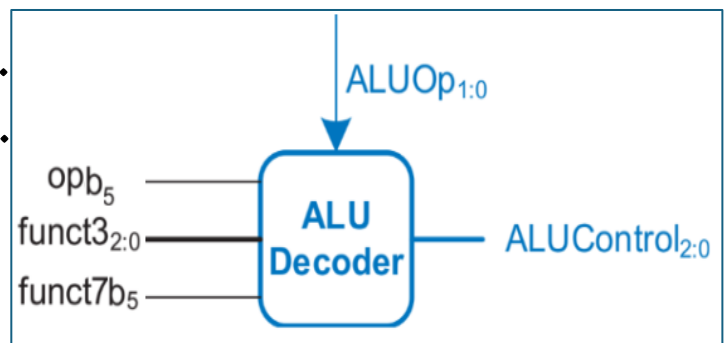 ALUOp1:0
opb5
ALU
funct32:0
ALUControl2:0
Decoder
funct7b5